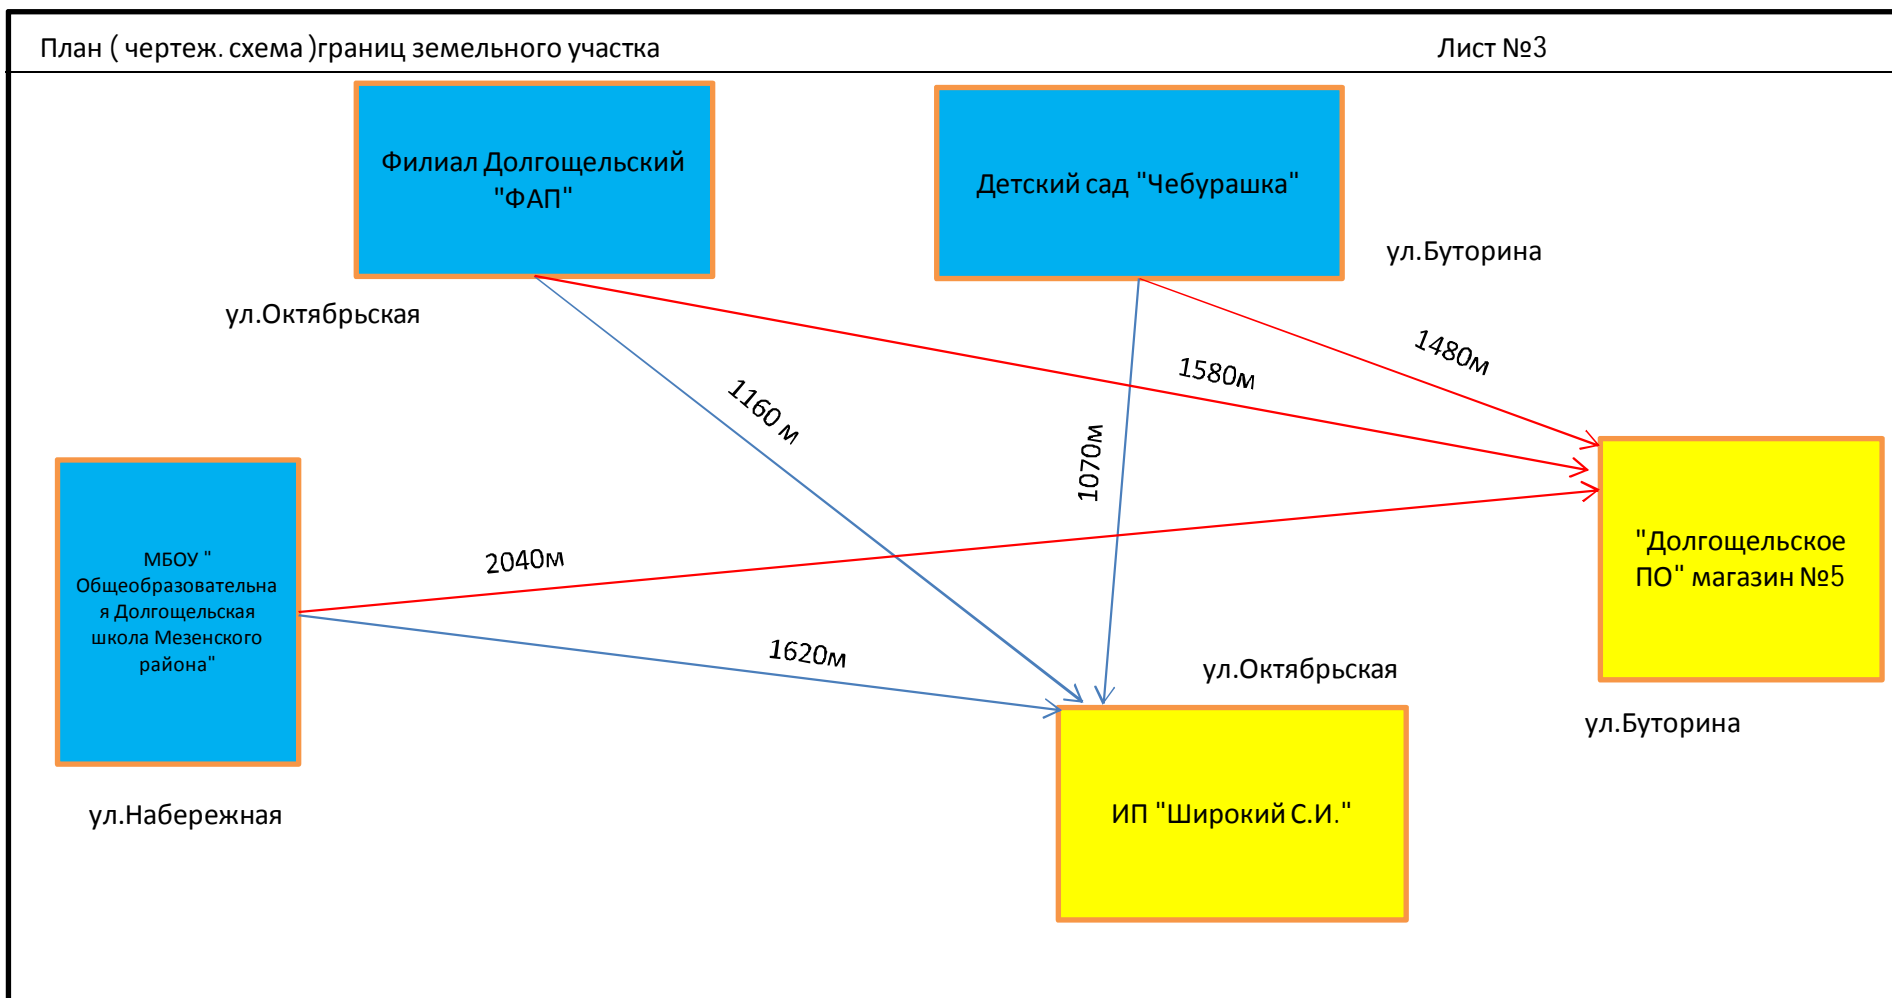 План ( чертеж. схема )границ земельного участка
Лист №3
Филиал Долгощельский
"ФАП"
Детский сад "Чебурашка"
ул.Буторина
ул.Октябрьская
1480м
1580м
1160 м
1070м
МБОУ "
Общеобразовательна
я Долгощельская
школа Мезенского
района"
2040м
"Долгощельское
ПО" магазин №5
1620м
ул.Октябрьская
ул.Буторина
ул.Набережная
ИП "Широкий С.И."